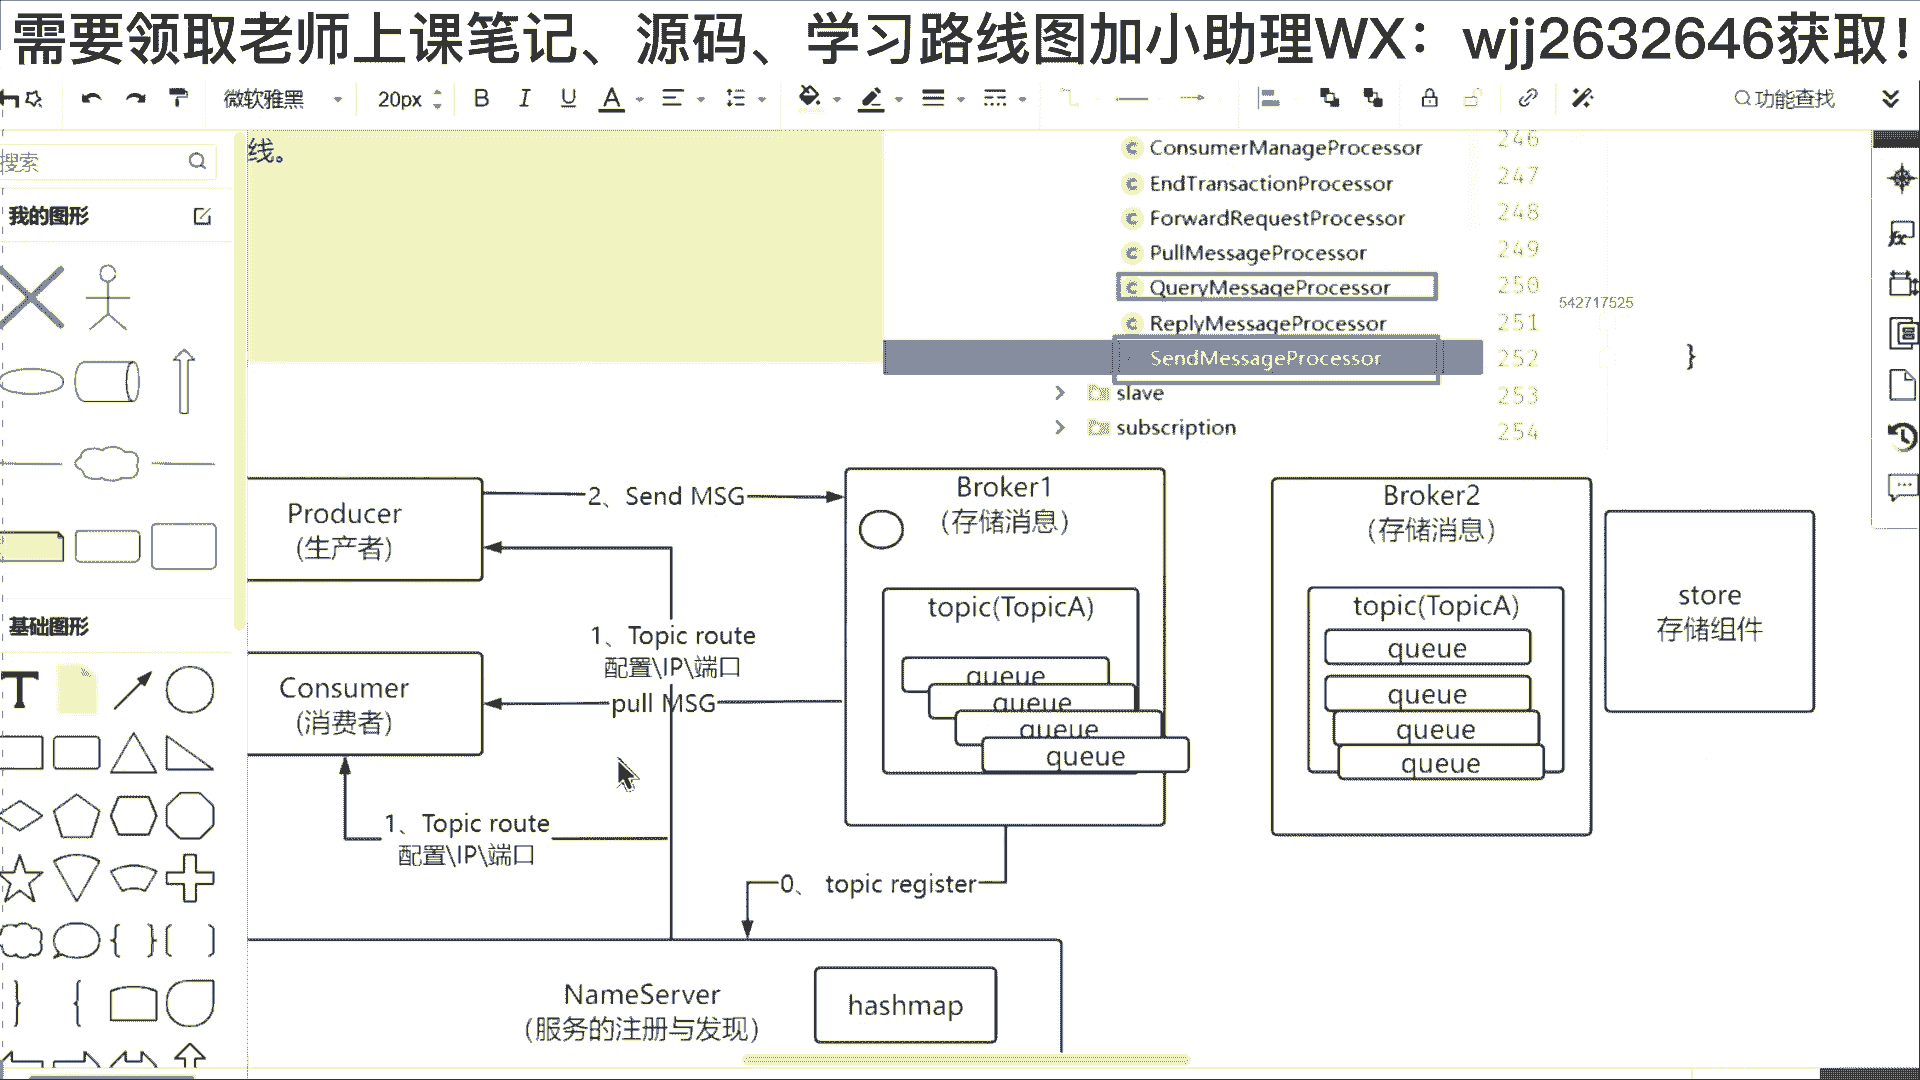 需要领取老师上课笔记、源码、学习路线图加小助理WX：wjj2632646获取！
微软雅黑
20px
B I U A
功能查找
搜索
线。
我的图形
基础图形
T
ConsumerManageProcessor
EndTransactionProcessor
ForwardRequestProcessor
PullMessageProcessor
QueryMessageProcessor
ReplyMessageProcessor
SendMessageProcessor
slave
subscription
246
247
248
249
250
251
252
253
254
542717525
}
Producer
(生产者)
2、Send MSG
Broker1
(存储消息)
topic(TopicA)
queue
queue
queue
queue
Broker2
(存储消息)
topic(TopicA)
queue
queue
queue
queue
store
存储组件
1、Topic route
配置\IP\端口
pull MSG
Consumer
(消费者)
1、Topic route
配置\IP\端口
0、 topic register
NameServer
(服务的注册与发现)
hashmap